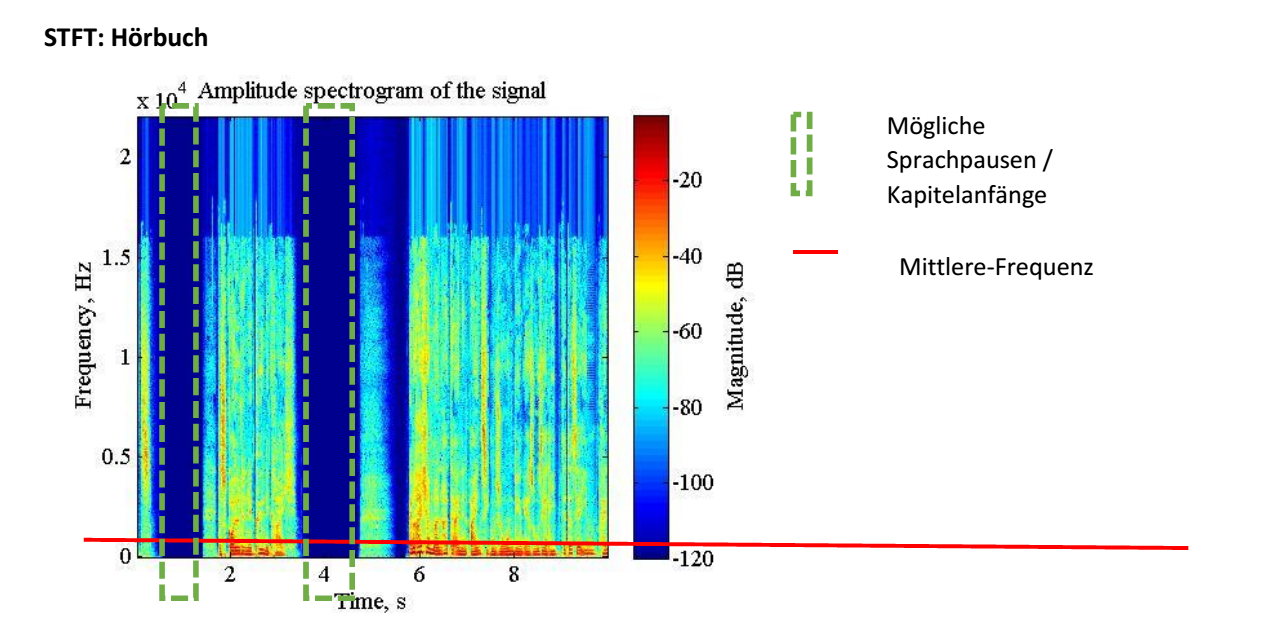 STFT: Hörbuch
x 10^4 Amplitude spectrogram of the signal
2
1.5
1
0.5
0
Frequency, Hz
2 4 6 8
Time, s
-20
-40
-60
-80
-100
-120
Magnitude, dB
Mögliche
Sprachpausen /
Kapitelanfänge
Mittlere-Frequenz